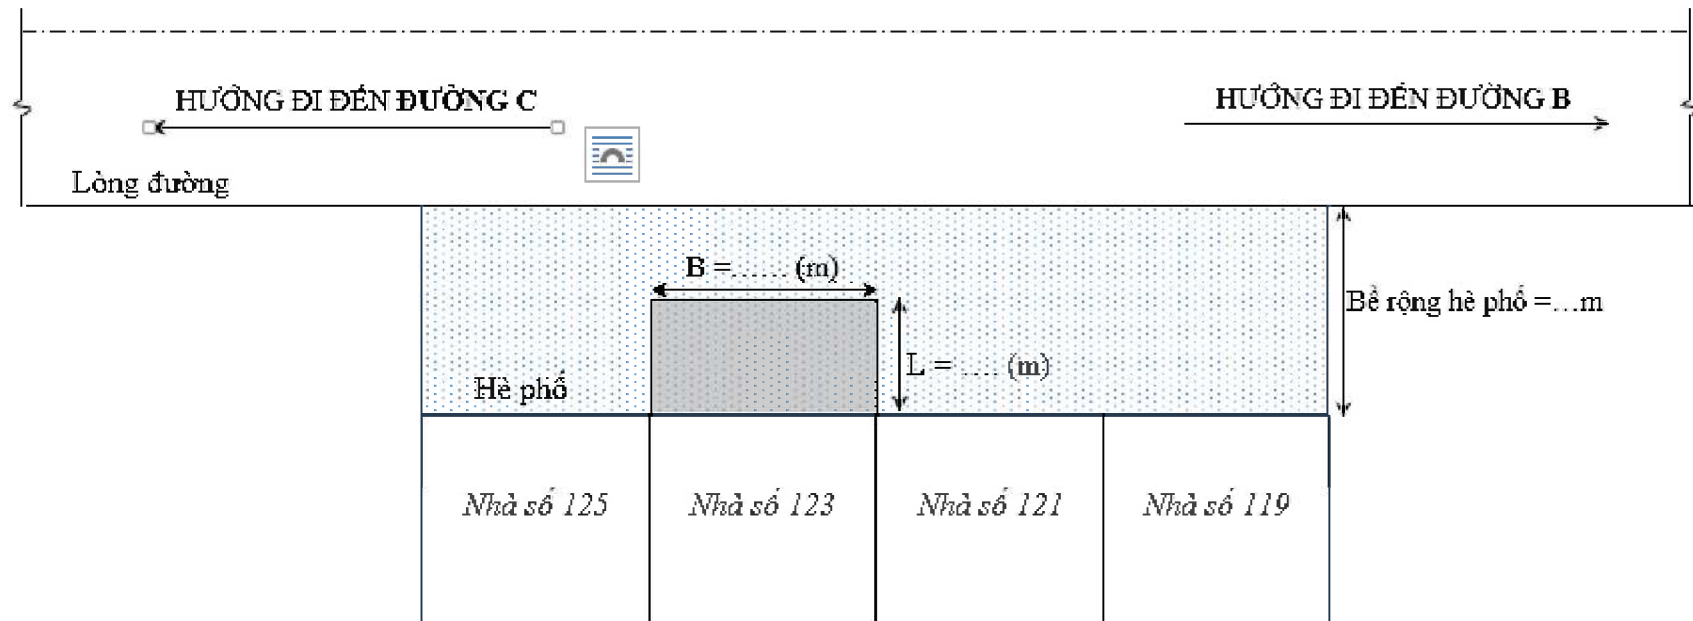 HƯỚNG ĐI ĐẾN ĐƯỜNG C
HƯỚNG ĐI ĐẾN ĐƯỜNG B
Lòng đường
B =...... (m)
Bề rộng hè phố =...m
L = .... (m)
Hè phố
Nhà số 125
Nhà số 123
Nhà số 121
Nhà số 119